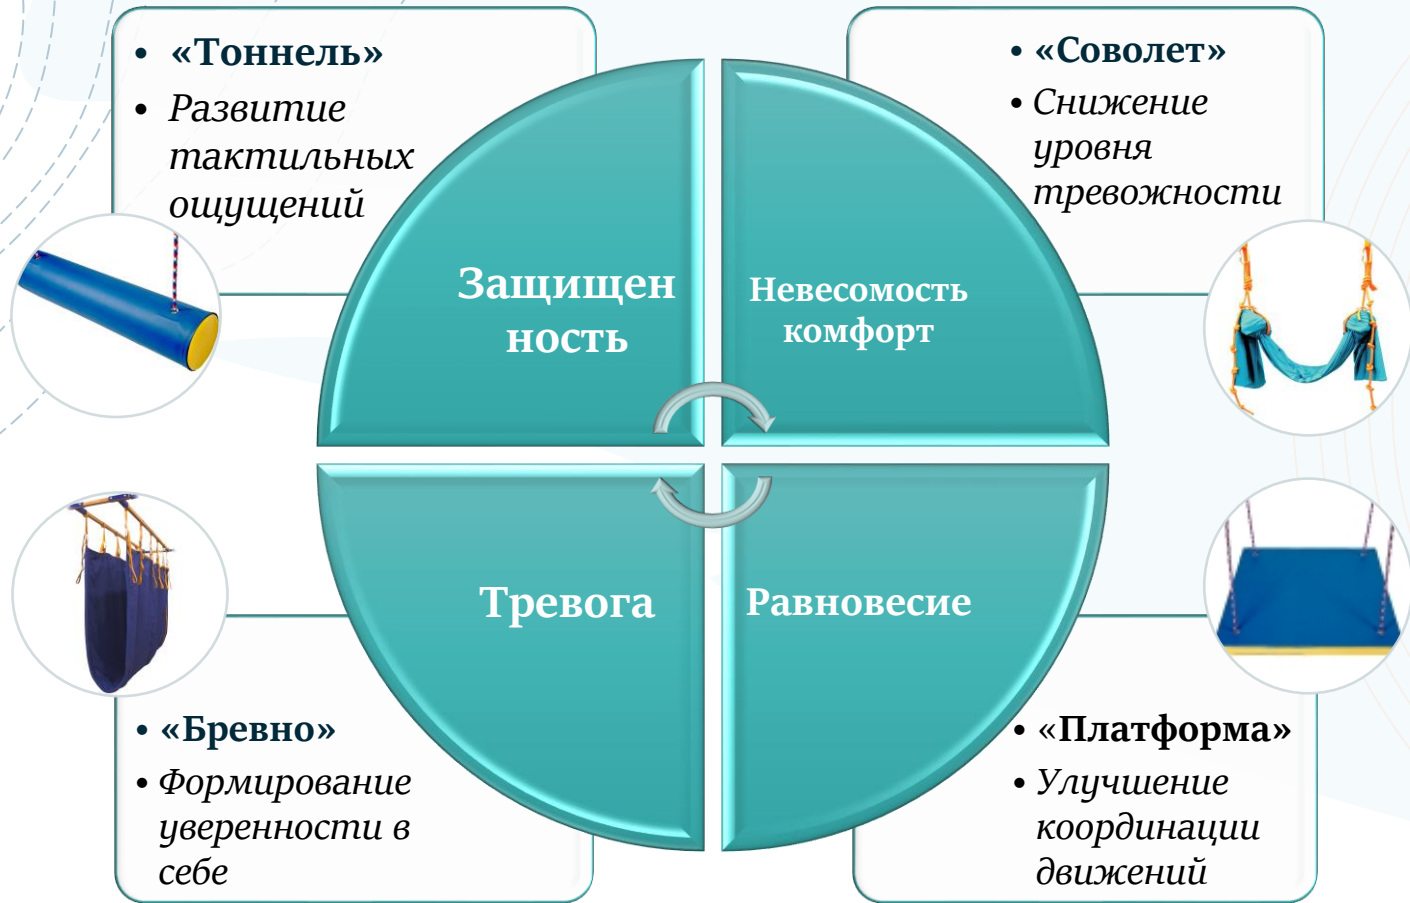 • «Тоннель»
• Развитие
тактильных
ощущений
• «Соволет»
• Снижение
уровня
тревожности
Защищен
ность
Невесомость
комфорт
Тревога
Равновесие
• «Бревно»
• Формирование
уверенности в
себе
• «Платформа»
• Улучшение
координации
движений